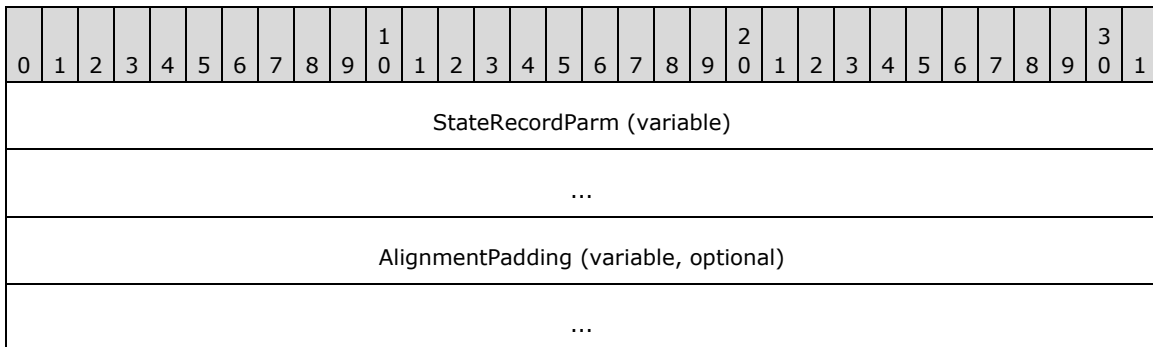 1 2 3
0 1 2 3 4 5 6 7 8 9 0 1 2 3 4 5 6 7 8 9 0 1 2 3 4 5 6 7 8 9 0 1
StateRecordParm (variable)
...
AlignmentPadding (variable, optional)
...